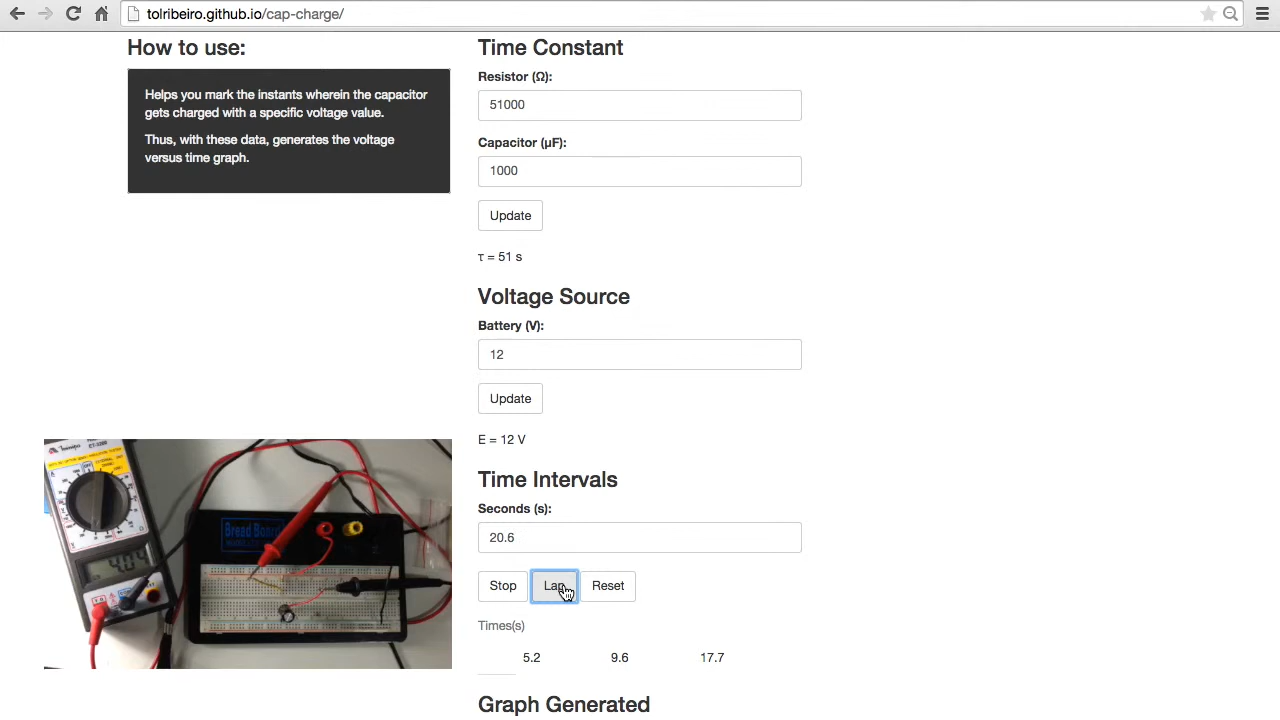 tolribeiro.github.io/cap-charge/
How to use:
Helps you mark the instants wherein the capacitor
gets charged with a specific voltage value.
Thus, with these data, generates the voltage
versus time graph.
Time Constant
Resistor (Ω):
51000
Capacitor (µF):
1000
Update
τ = 51 s
Voltage Source
Battery (V):
12
Update
E = 12 V
Time Intervals
Seconds (s):
20.6
Stop
Lap
Reset
Times(s)
5.2 9.6 17.7
Graph Generated
Bread Board